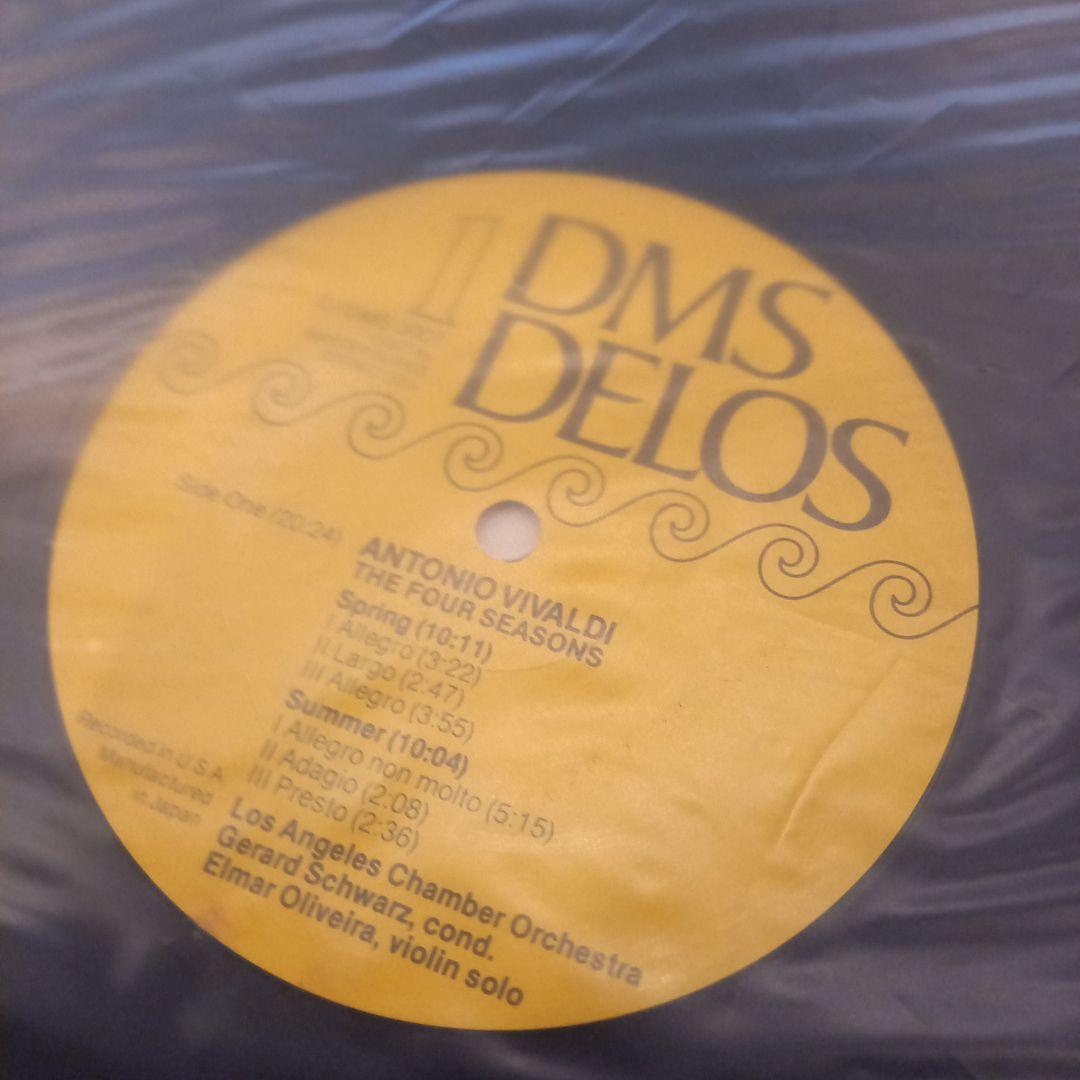 1
DMS
DELOS
Side One (20:24)
ANTONIO VIVALDI
THE FOUR SEASONS
Spring (10:11)
I Allegro (3:22)
II Largo (2:47)
III Allegro (3:55)
Summer (10:04)
I Allegro non molto (5:15)
II Adagio (2:08)
III Presto (2:36)
Recorded in U.S.A.
Manufactured
in Japan
Los Angeles Chamber Orchestra
Gerard Schwarz, cond.
Elmar Oliveira, violin solo